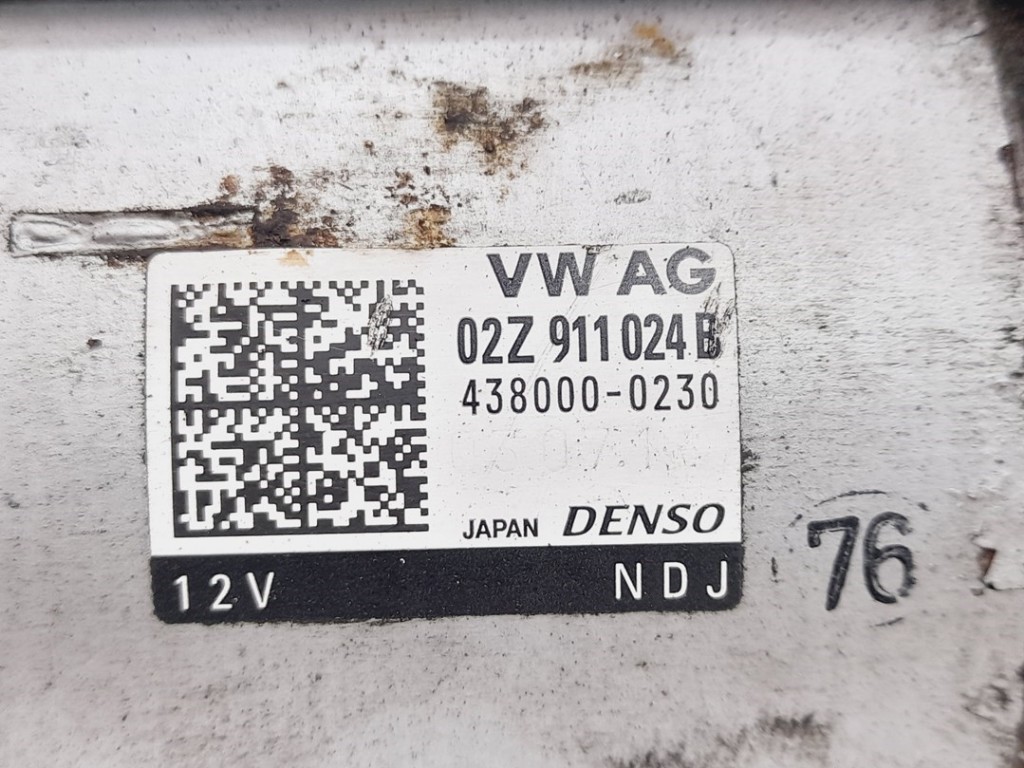 VW AG
02Z 911 024 B
438000-0230
JAPAN DENSO
12V NDJ
76